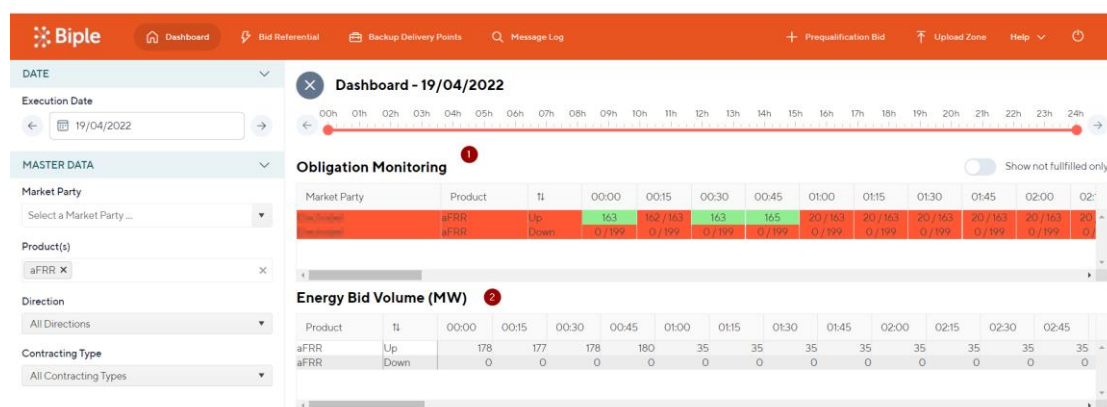 Biple Dashboard Bid Referential Backup Delivery Points Message Log Prequalification Bid Upload Zone Help
DATE
Execution Date
19/04/2022
MASTER DATA
Market Party
Select a Market Party ...
Product(s)
aFRR ×
Direction
All Directions
Contracting Type
All Contracting Types
Dashboard - 19/04/2022
00h 01h 02h 03h 04h 05h 06h 07h 08h 09h 10h 11h 12h 13h 14h 15h 16h 17h 18h 19h 20h 21h 22h 23h 24h
Obligation Monitoring 1 Show not fullfilled only
Market Party Product ⇅ 00:00 00:15 00:30 00:45 01:00 01:15 01:30 01:45 02:00 02:
aFRR Up 163 162 / 163 163 165 20 / 163 20 / 163 20 / 163 20 / 163 20 / 163 20
aFRR Down 0 / 199 0 / 199 0 / 199 0 / 199 0 / 199 0 / 199 0 / 199 0 / 199 0 / 199 0 /
Energy Bid Volume (MW) 2
Product ⇅ 00:00 00:15 00:30 00:45 01:00 01:15 01:30 01:45 02:00 02:15 02:30 02:45
aFRR Up 178 177 178 180 35 35 35 35 35 35 35 35
aFRR Down 0 0 0 0 0 0 0 0 0 0 0 0